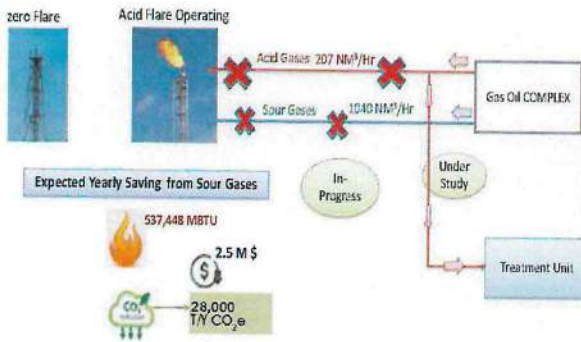 zero Flare
Acid Flare Operating
Acid Gases 207 NM³/Hr
Sour Gases 1040 NM³/Hr
Gas Oil COMPLEX
Expected Yearly Saving from Sour Gases
In-
Progress
Under
Study
537,448 MBTU
2.5 M $
$
Treatment Unit
CO₂
28,000
T/Y CO₂e